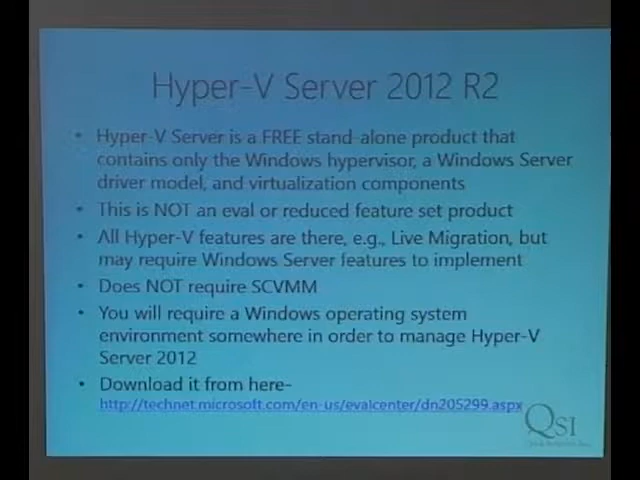 Hyper-V Server 2012 R2
• Hyper-V Server is a FREE stand-alone product that
contains only the Windows hypervisor, a Windows Server
driver model, and virtualization components
• This is NOT an eval or reduced feature set product
• All Hyper-V features are there, e.g., Live Migration, but
may require Windows Server features to implement
• Does NOT require SCVMM
• You will require a Windows operating system
environment somewhere in order to manage Hyper-V
Server 2012
• Download it from here-
http://technet.microsoft.com/en-us/evalcenter/dn205299.aspx
QSI